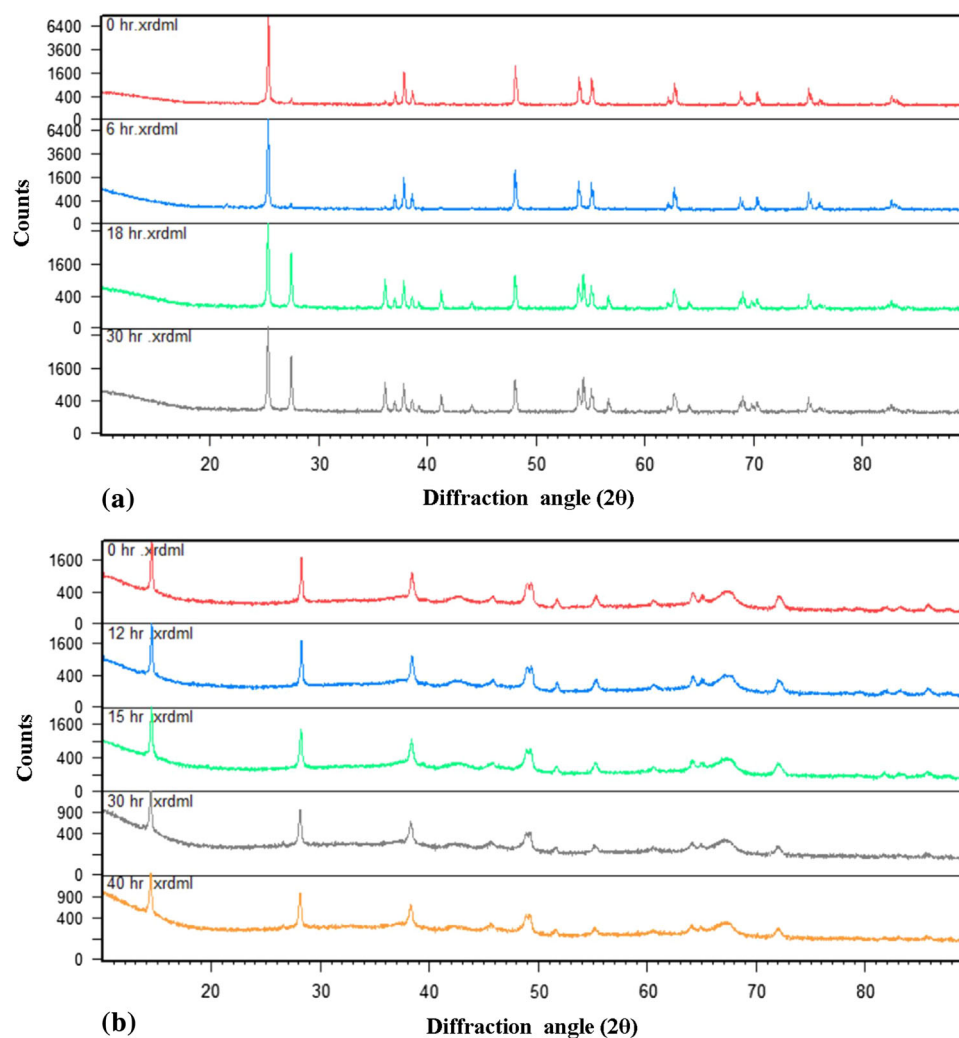 0 hr.xrdml
6400
3600
1600
400
0
6 hr.xrdml
6400
3600
1600
400
0
18 hr.xrdml
1600
400
0
30 hr .xrdml
1600
400
0
Counts
20 30 40 50 60 70 80
(a) Diffraction angle (2θ)
0 hr .xrdml
1600
400
0
12 hr .xrdml
1600
400
0
15 hr .xrdml
1600
400
0
30 hr .xrdml
900
400
0
40 hr .xrdml
900
400
0
Counts
20 30 40 50 60 70 80
(b) Diffraction angle (2θ)